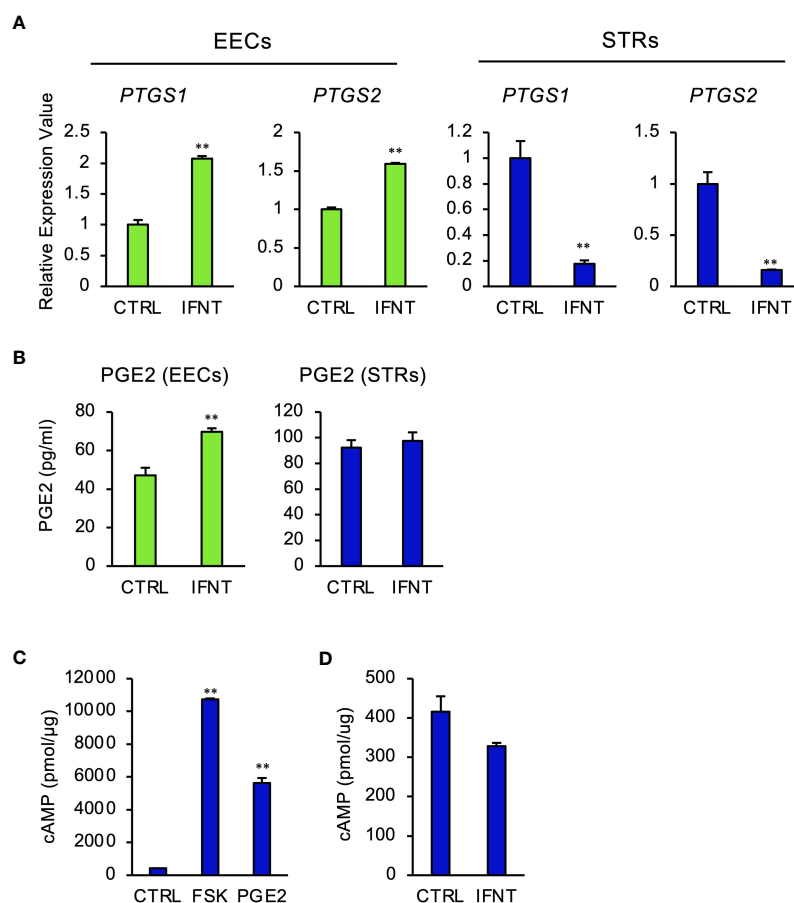 A
EECs STRs
PTGS1 PTGS2 PTGS1 PTGS2
Relative Expression Value
2.5 2 1.2 1.5
2 1.5 1 1
1.5 1 0.8 0.5
1 0.5 0.6 0
0.5 0 0.4
0 0.2
0
** ** ** **
CTRL IFNT CTRL IFNT CTRL IFNT CTRL IFNT
B
PGE2 (EECs) PGE2 (STRs)
PGE2 (pg/ml)
80 120
60 100
40 80
20 60
0 40
20
0
**
CTRL IFNT CTRL IFNT
C
cAMP (pmol/µg)
12000
10000
8000
6000
4000
2000
0
** **
CTRL FSK PGE2
D
cAMP (pmol/ug)
500
400
300
200
100
0
CTRL IFNT